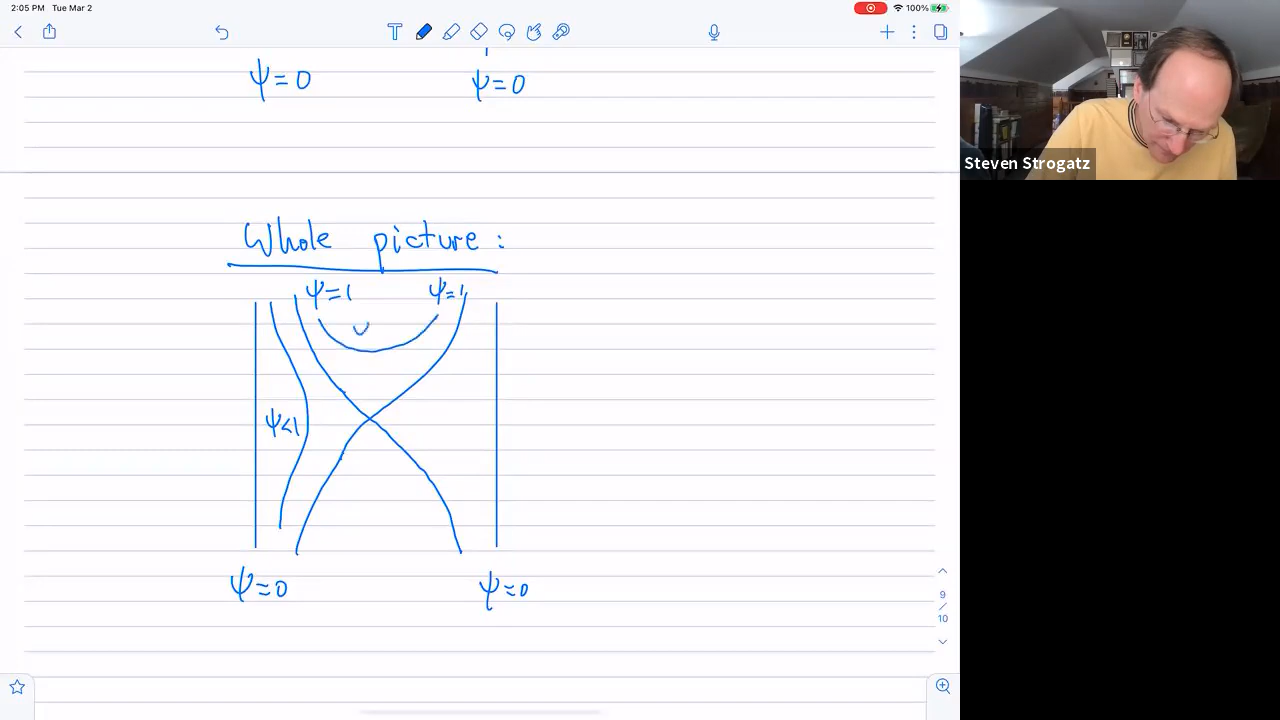 2:05 PM Tue Mar 2
100%
ψ = 0 ψ = 0
Steven Strogatz
Whole picture:
ψ = 1 ψ = 1
ψ < 1
ψ = 0 ψ = 0
9
/
10